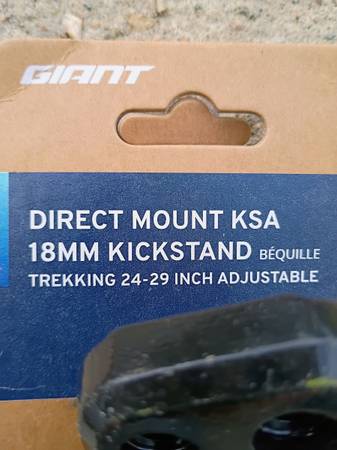 GIANT
DIRECT MOUNT KSA
18MM KICKSTAND BÉQUILLE
TREKKING 24-29 INCH ADJUSTABLE